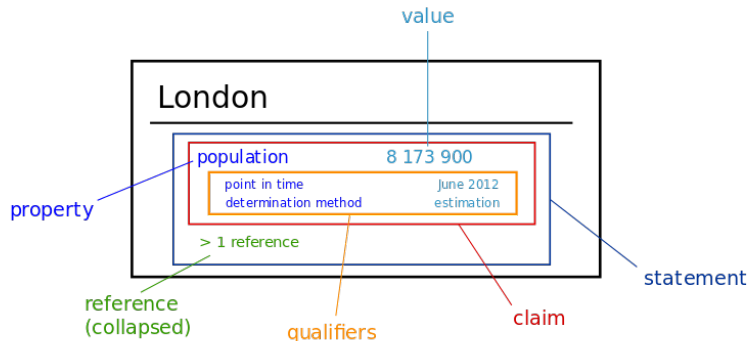 value
London
population 8 173 900
point in time June 2012
determination method estimation
property
> 1 reference
statement
reference
(collapsed)
claim
qualifiers